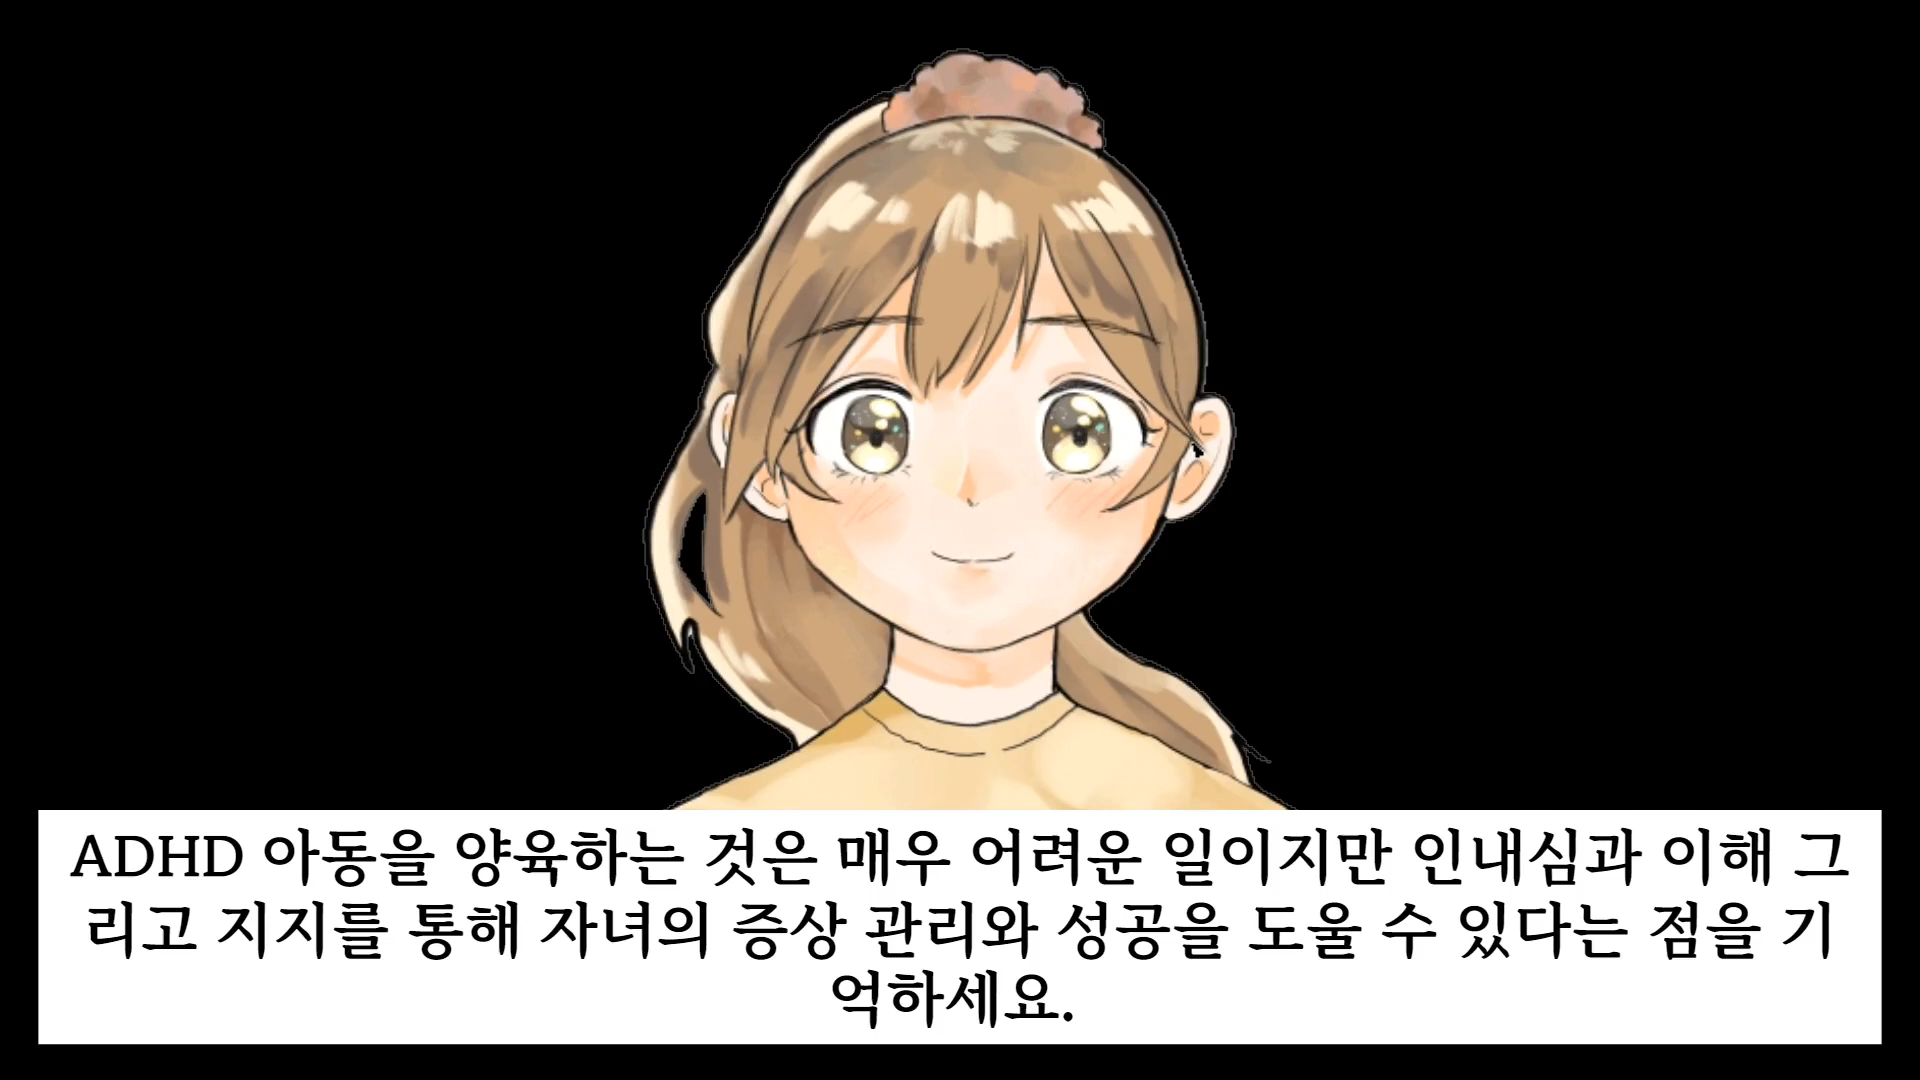 ADHD 아동을 양육하는 것은 매우 어려운 일이지만 인내심과 이해 그
리고 지지를 통해 자녀의 증상 관리와 성공을 도울 수 있다는 점을 기
억하세요.